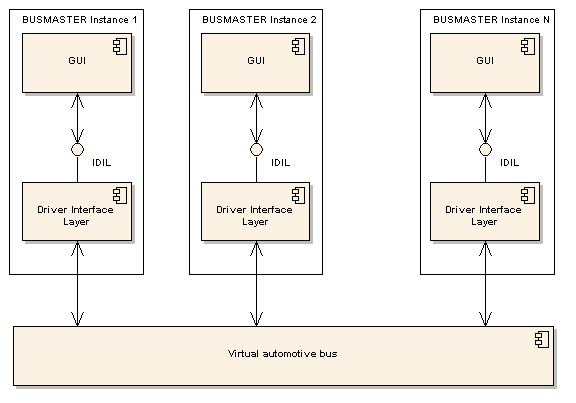 BUSMASTER Instance 1
BUSMASTER Instance 2
BUSMASTER Instance N
GUI
GUI
GUI
IDIL
IDIL
IDIL
Driver Interface
Layer
Driver Interface
Layer
Driver Interface
Layer
Virtual automotive bus